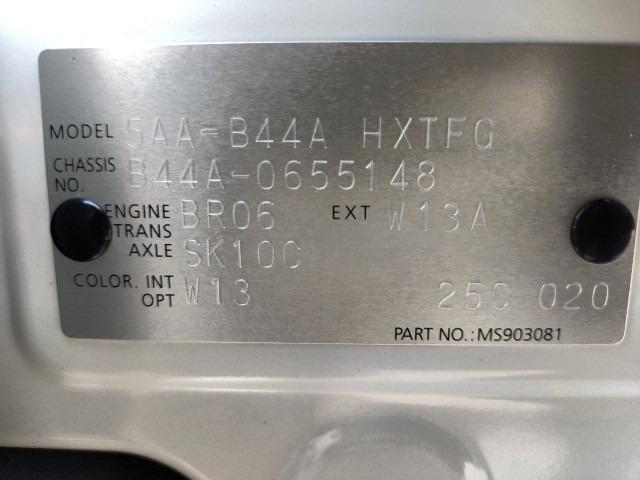 MODEL 5AA-B44A HXTFG
CHASSIS NO. B44A-0655148
ENGINE BR06 EXT W13A
TRANS AXLE SK10C
COLOR. INT W13
OPT 25C 020
PART NO.: MS903081